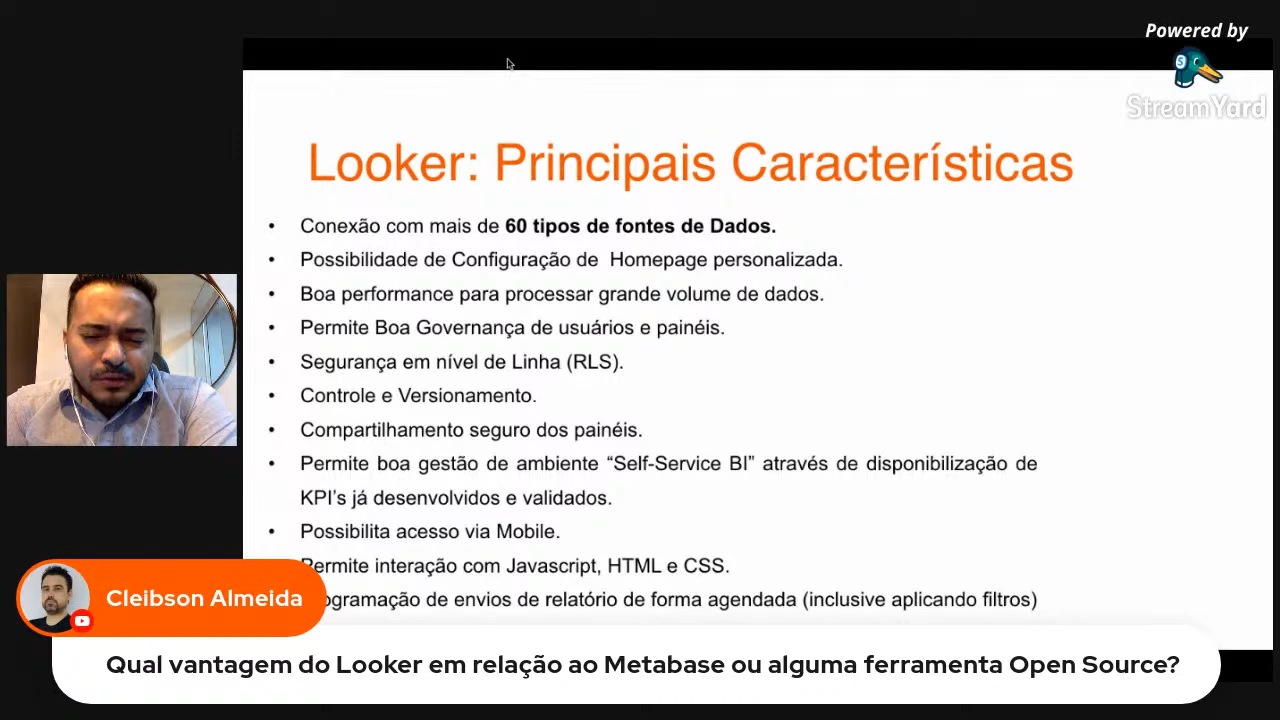 Powered by
StreamYard
Looker: Principais Características
• Conexão com mais de 60 tipos de fontes de Dados.
• Possibilidade de Configuração de Homepage personalizada.
• Boa performance para processar grande volume de dados.
• Permite Boa Governança de usuários e painéis.
• Segurança em nível de Linha (RLS).
• Controle e Versionamento.
• Compartilhamento seguro dos painéis.
• Permite boa gestão de ambiente “Self-Service BI” através de disponibilização de
KPI’s já desenvolvidos e validados.
• Possibilita acesso via Mobile.
Permite interação com Javascript, HTML e CSS.
de envios de relatório de forma agendada (inclusive aplicando filtros)
Cleibson Almeida
Qual vantagem do Looker em relação ao Metabase ou alguma ferramenta Open Source?